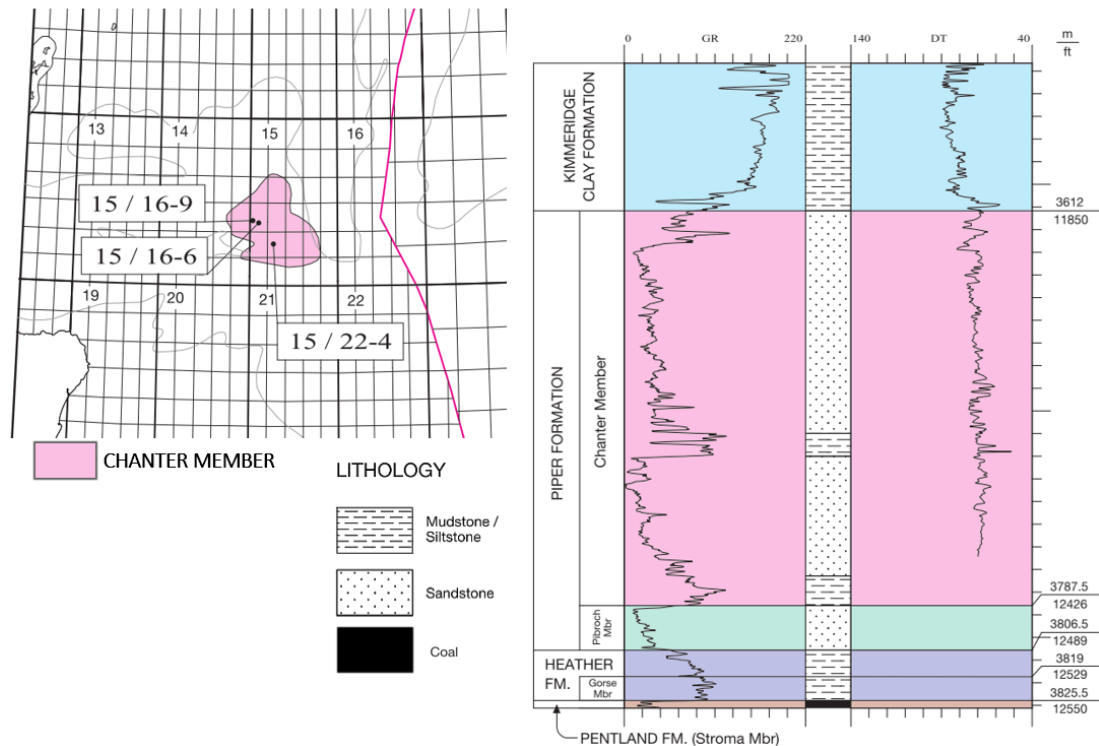 13
14
15
16
15 / 16-9
15 / 16-6
19
20
21
22
15 / 22-4
CHANTER MEMBER
LITHOLOGY
Mudstone /
Siltstone
Sandstone
Coal
0 GR 220 140 DT 40
m
ft
KIMMERIDGE
CLAY FORMATION
3612
11850
PIPER FORMATION
Chanter Member
3787.5
12426
Pibroch
Mbr
3806.5
12489
HEATHER
FM.
3819
12529
Gorse
Mbr
3825.5
12550
PENTLAND FM. (Stroma Mbr)